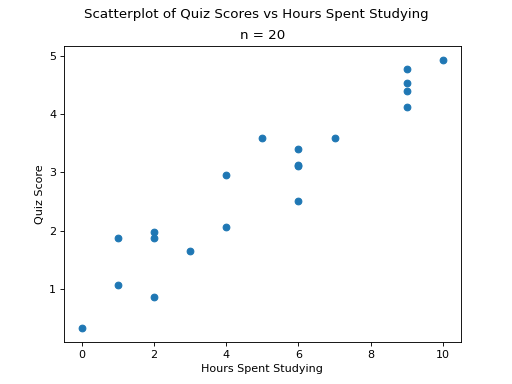 Scatterplot of Quiz Scores vs Hours Spent Studying
n = 20
5
4
3
2
1
Quiz Score
0 2 4 6 8 10
Hours Spent Studying